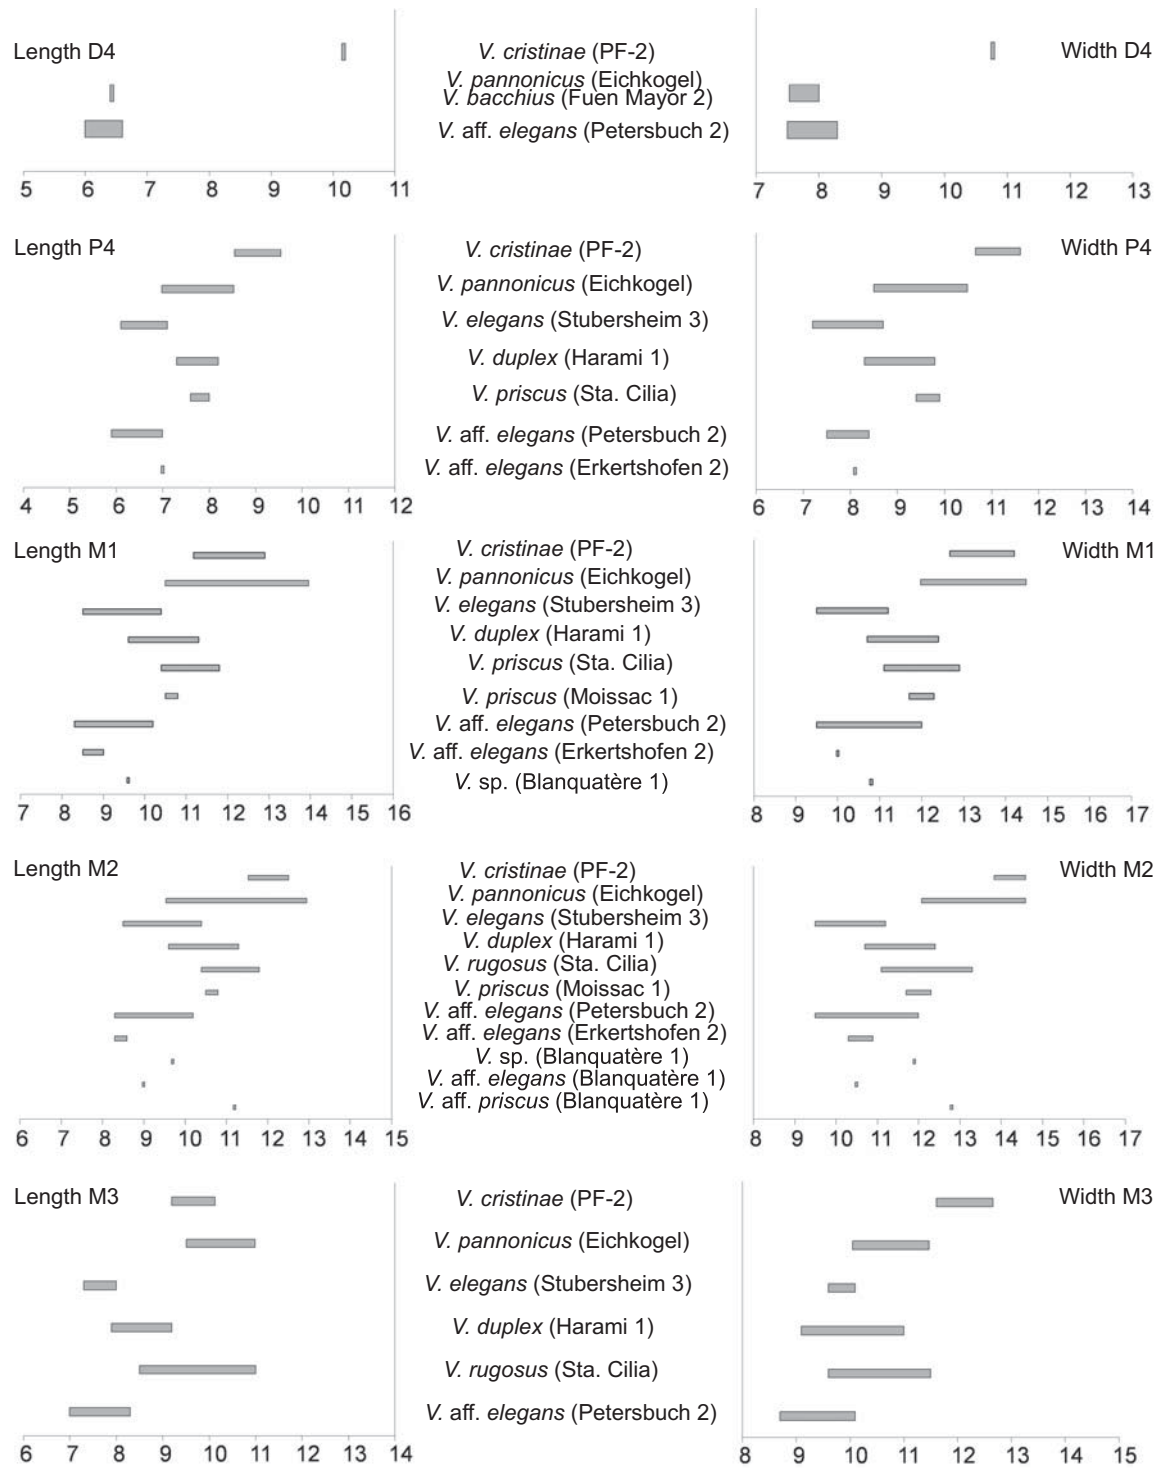 Length D4
V. cristinae (PF-2)
Width D4
V. pannonicus (Eichkogel)
V. bacchius (Fuen Mayor 2)
V. aff. elegans (Petersbuch 2)
5 6 7 8 9 10 11
7 8 9 10 11 12 13
Length P4
V. cristinae (PF-2)
Width P4
V. pannonicus (Eichkogel)
V. elegans (Stubersheim 3)
V. duplex (Harami 1)
V. priscus (Sta. Cilia)
V. aff. elegans (Petersbuch 2)
V. aff. elegans (Erkertshofen 2)
4 5 6 7 8 9 10 11 12
6 7 8 9 10 11 12 13 14
Length M1
V. cristinae (PF-2)
Width M1
V. pannonicus (Eichkogel)
V. elegans (Stubersheim 3)
V. duplex (Harami 1)
V. priscus (Sta. Cilia)
V. priscus (Moissac 1)
V. aff. elegans (Petersbuch 2)
V. aff. elegans (Erkertshofen 2)
V. sp. (Blanquatère 1)
7 8 9 10 11 12 13 14 15 16
8 9 10 11 12 13 14 15 16 17
Length M2
V. cristinae (PF-2)
Width M2
V. pannonicus (Eichkogel)
V. elegans (Stubersheim 3)
V. duplex (Harami 1)
V. rugosus (Sta. Cilia)
V. priscus (Moissac 1)
V. aff. elegans (Petersbuch 2)
V. aff. elegans (Erkertshofen 2)
V. sp. (Blanquatère 1)
V. aff. elegans (Blanquatère 1)
V. aff. priscus (Blanquatère 1)
6 7 8 9 10 11 12 13 14 15
8 9 10 11 12 13 14 15 16 17
Length M3
V. cristinae (PF-2)
Width M3
V. pannonicus (Eichkogel)
V. elegans (Stubersheim 3)
V. duplex (Harami 1)
V. rugosus (Sta. Cilia)
V. aff. elegans (Petersbuch 2)
6 7 8 9 10 11 12 13 14
8 9 10 11 12 13 14 15